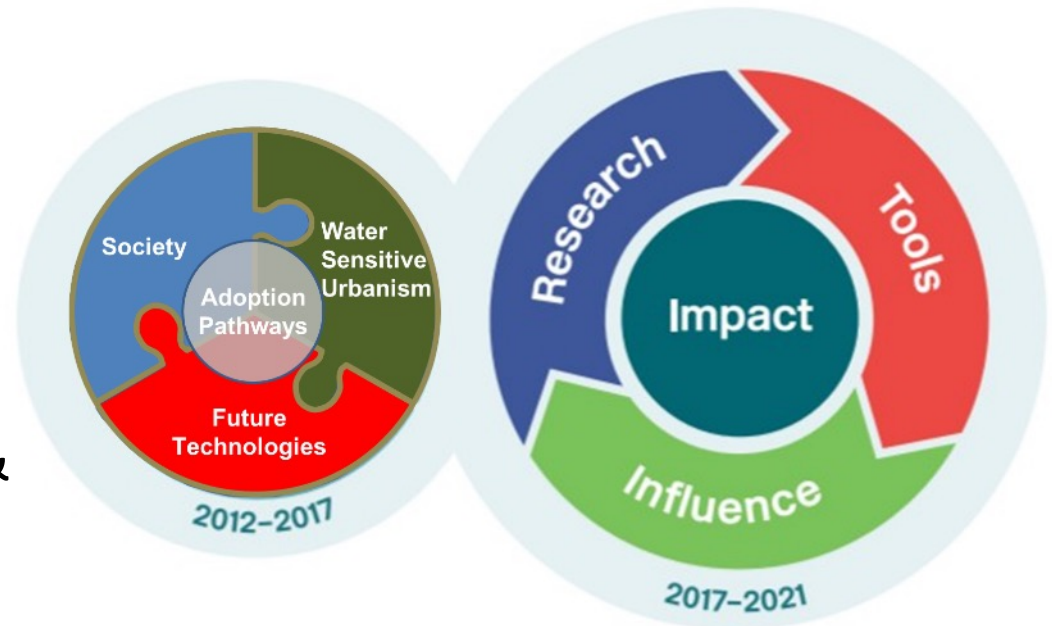 Society
Water
Sensitive
Urbanism
Adoption
Pathways
Future
Technologies
2012–2017
&
Research
Tools
Impact
Influence
2017–2021